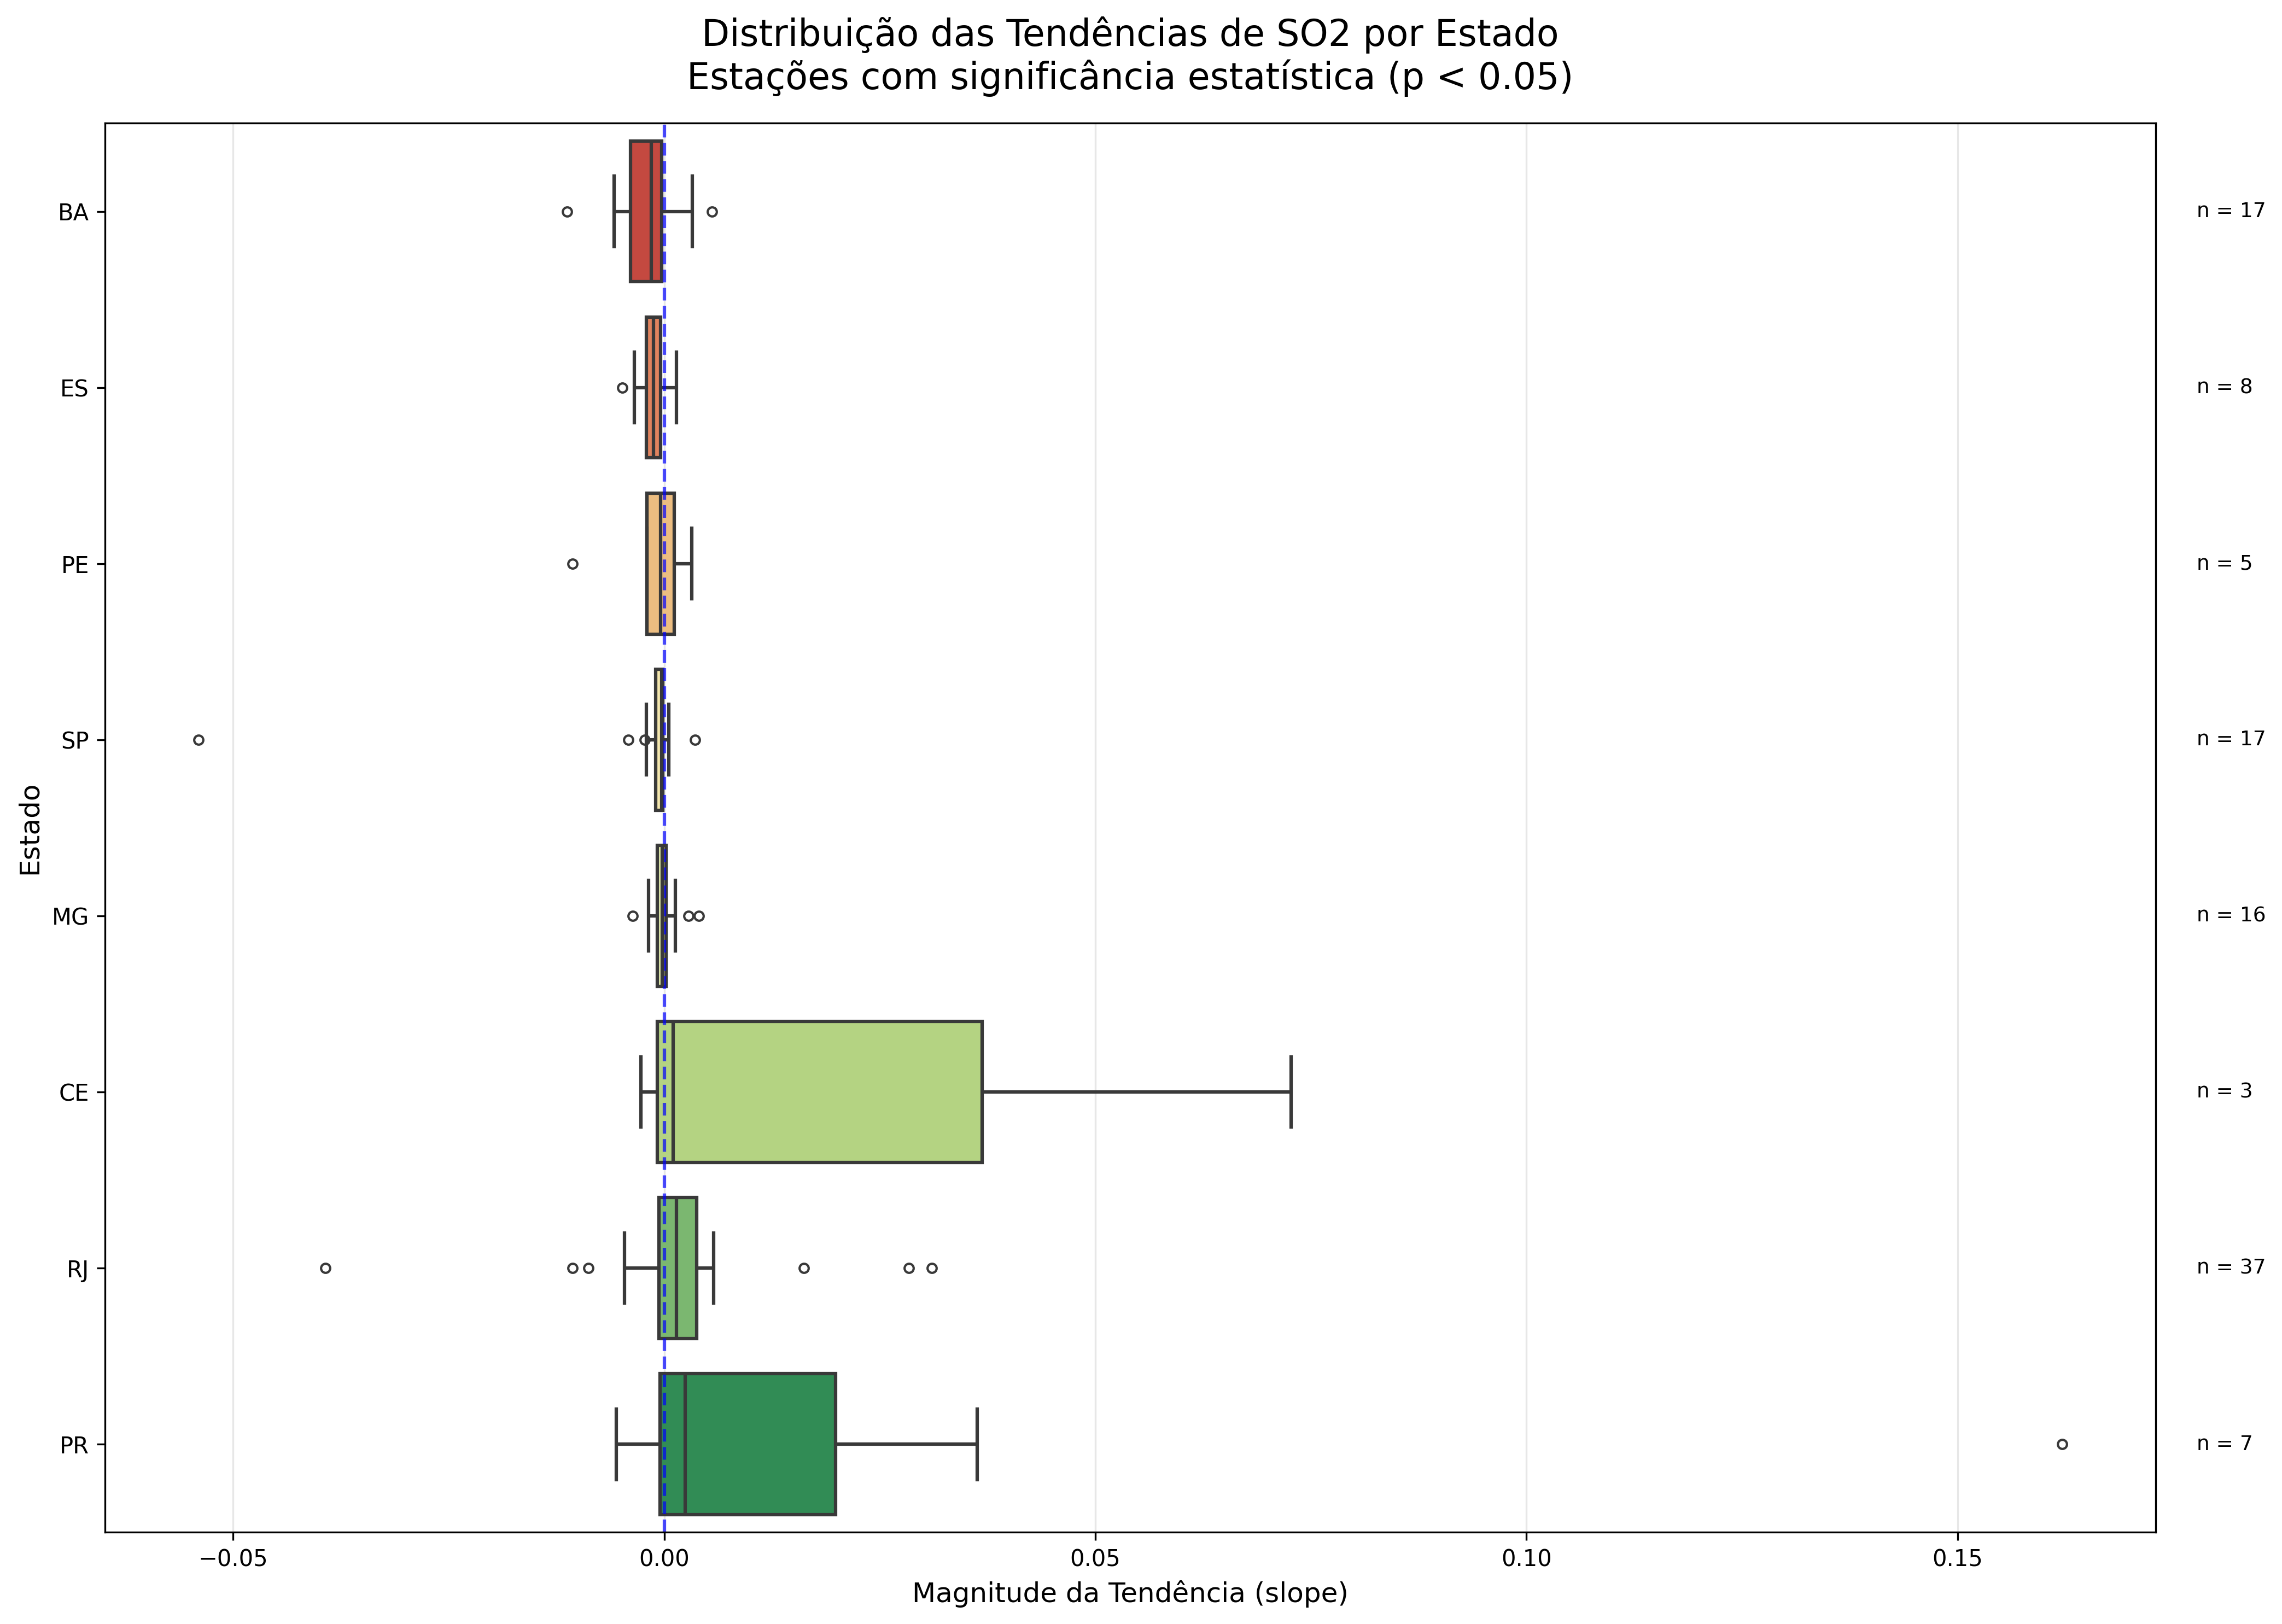 Distribuição das Tendências de SO2 por Estado
Estações com significância estatística (p < 0.05)
BA
n = 17
ES
n = 8
PE
n = 5
SP
n = 17
MG
n = 16
CE
n = 3
RJ
n = 37
PR
n = 7
Estado
−0.05
0.00
0.05
0.10
0.15
Magnitude da Tendência (slope)